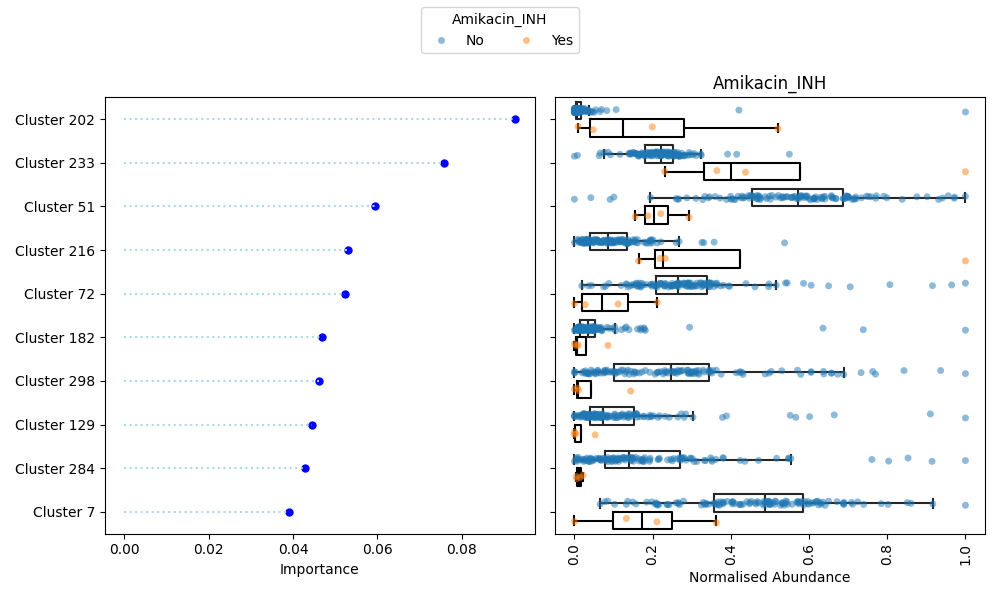 Amikacin_INH
No Yes
Amikacin_INH
Cluster 202
Cluster 233
Cluster 51
Cluster 216
Cluster 72
Cluster 182
Cluster 298
Cluster 129
Cluster 284
Cluster 7
0.00 0.02 0.04 0.06 0.08
Importance
0.0 0.2 0.4 0.6 0.8 1.0
Normalised Abundance